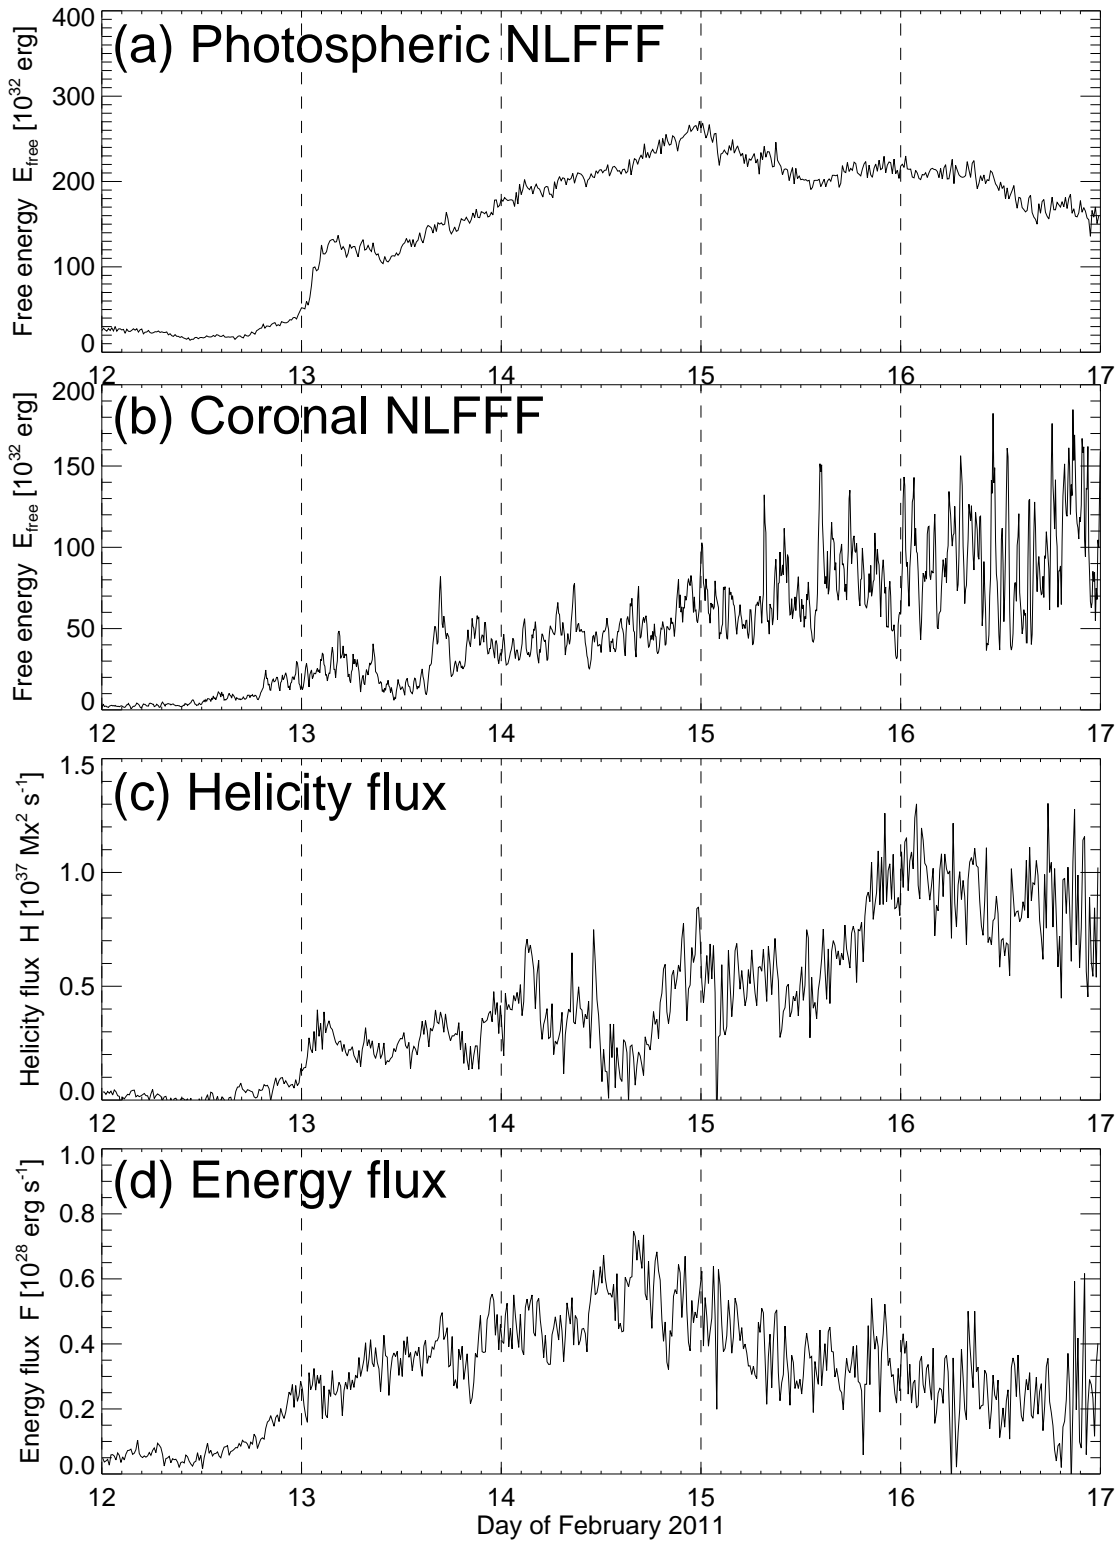 (a) Photospheric NLFFF
Free energy E_free [10^32 erg]
400
300
200
100
0
12 13 14 15 16 17
(b) Coronal NLFFF
Free energy E_free [10^32 erg]
200
150
100
50
0
12 13 14 15 16 17
(c) Helicity flux
Helicity flux H [10^37 Mx^2 s^-1]
1.5
1.0
0.5
0.0
12 13 14 15 16 17
(d) Energy flux
Energy flux F [10^28 erg s^-1]
1.0
0.8
0.6
0.4
0.2
0.0
12 13 14 15 16 17
Day of February 2011